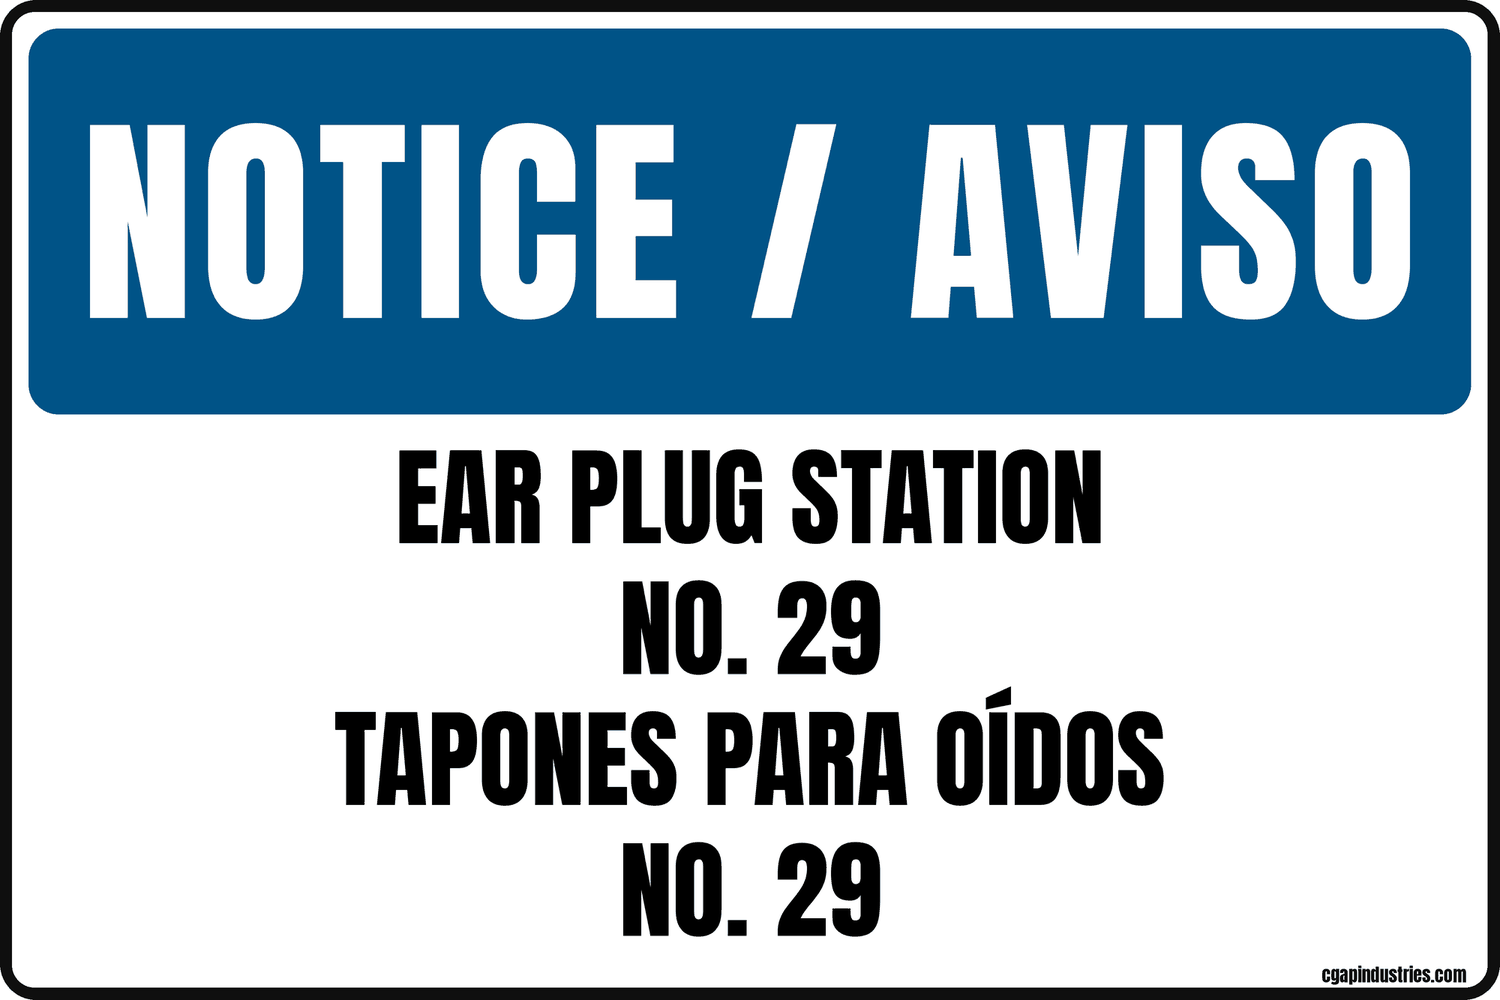 NOTICE / AVISO
EAR PLUG STATION
NO. 29
TAPONES PARA OÍDOS
NO. 29
cgapindustries.com